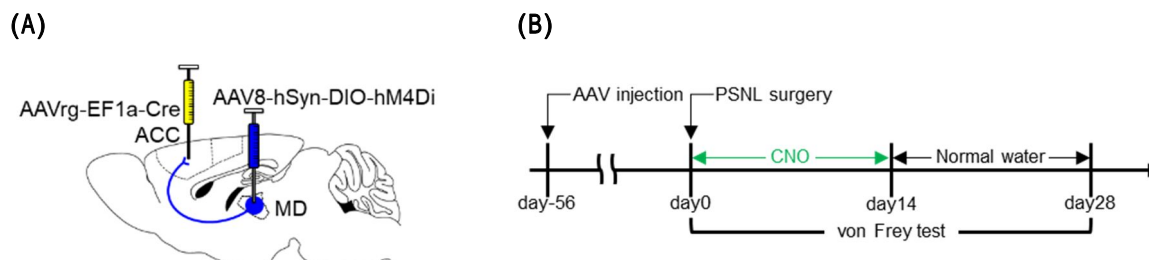 (A)
AAVrg-EF1a-Cre
AAV8-hSyn-DIO-hM4Di
ACC
MD
(B)
AAV injection
PSNL surgery
CNO
Normal water
day-56
day0
day14
day28
von Frey test